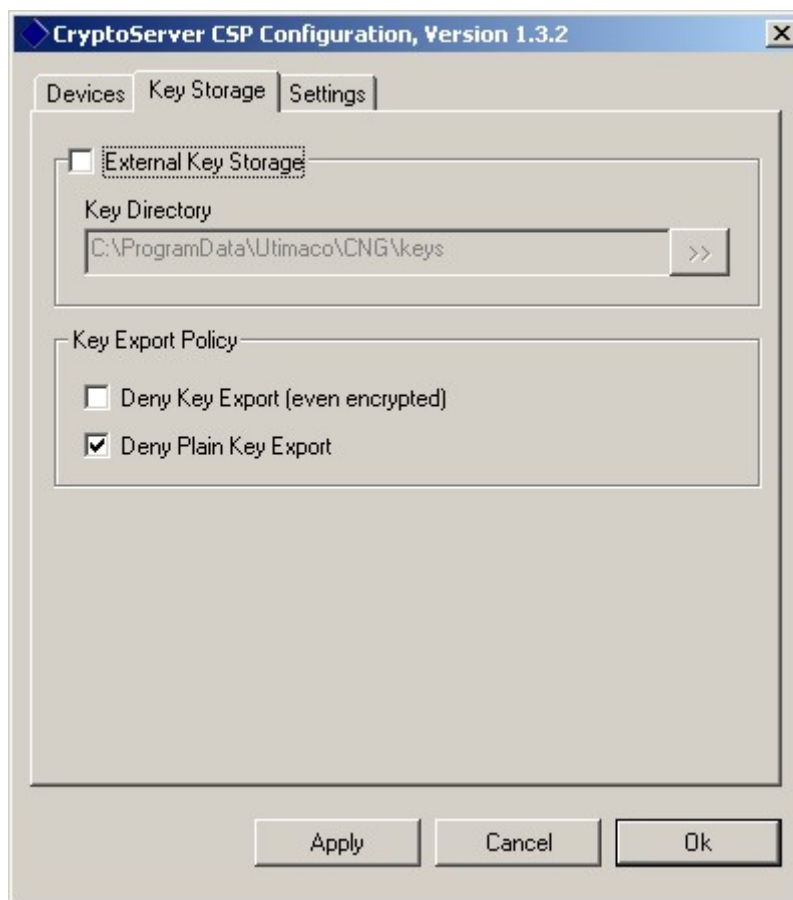 CryptoServer CSP Configuration, Version 1.3.2
Devices Key Storage Settings
External Key Storage
Key Directory
C:\ProgramData\Utimaco\CNG\keys >>
Key Export Policy
Deny Key Export (even encrypted)
Deny Plain Key Export
Apply Cancel Ok